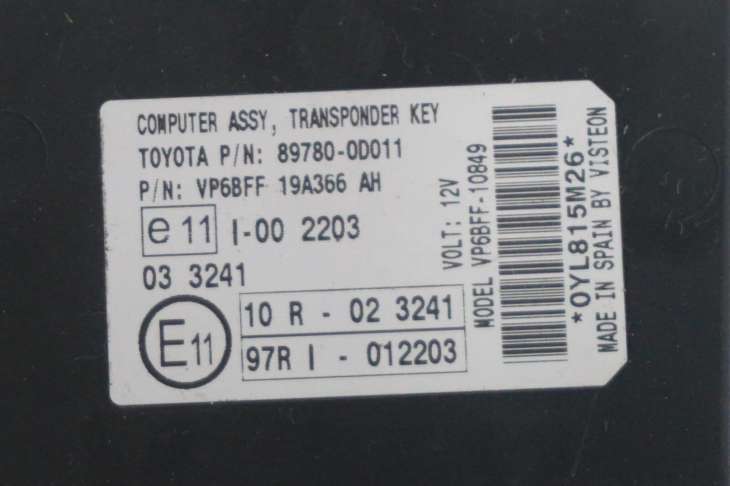 COMPUTER ASSY, TRANSPONDER KEY
TOYOTA P/N: 89780-0D011
P/N: VP6BFF 19A366 AH
e 11 I-00 2203
03 3241
E 11
10 R - 02 3241
97R I - 012203
VOLT: 12V
MODEL VP6BFF-10849
*0YL815M26*
MADE IN SPAIN BY VISTEON